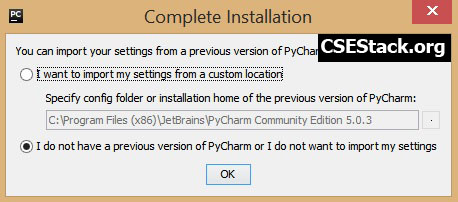 PC
Complete Installation
You can import your settings from a previous version of PyCharm
CSEStack.org
I want to import my settings from a custom location
Specify config folder or installation home of the previous version of PyCharm:
C:\Program Files (x86)\JetBrains\PyCharm Community Edition 5.0.3
.
I do not have a previous version of PyCharm or I do not want to import my settings
OK